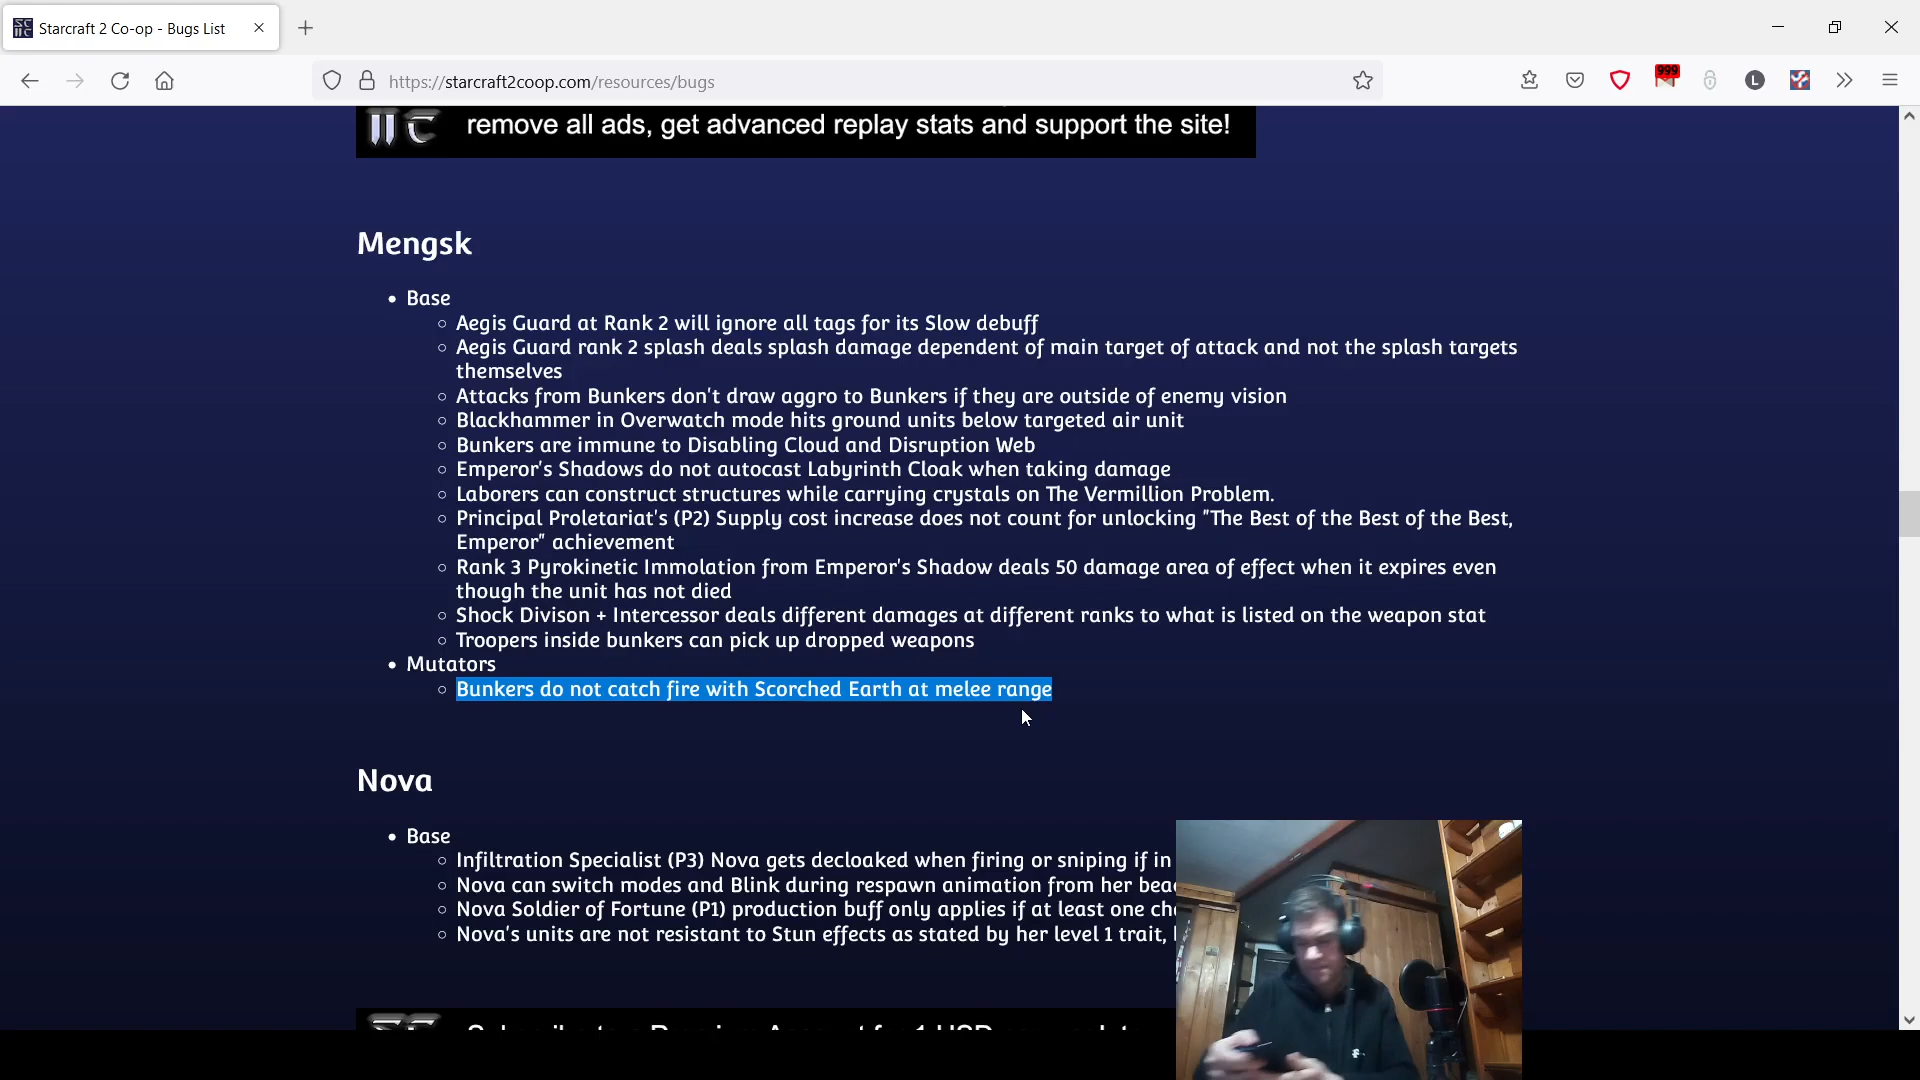 Starcraft 2 Co-op - Bugs List
https://starcraft2coop.com/resources/bugs
999
L
remove all ads, get advanced replay stats and support the site!
Mengsk
Base
Aegis Guard at Rank 2 will ignore all tags for its Slow debuff
Aegis Guard rank 2 splash deals splash damage dependent of main target of attack and not the splash targets
themselves
Attacks from Bunkers don't draw aggro to Bunkers if they are outside of enemy vision
Blackhammer in Overwatch mode hits ground units below targeted air unit
Bunkers are immune to Disabling Cloud and Disruption Web
Emperor's Shadows do not autocast Labyrinth Cloak when taking damage
Laborers can construct structures while carrying crystals on The Vermillion Problem.
Principal Proletariat's (P2) Supply cost increase does not count for unlocking "The Best of the Best of the Best,
Emperor" achievement
Rank 3 Pyrokinetic Immolation from Emperor's Shadow deals 50 damage area of effect when it expires even
though the unit has not died
Shock Divison + Intercessor deals different damages at different ranks to what is listed on the weapon stat
Troopers inside bunkers can pick up dropped weapons
Mutators
Bunkers do not catch fire with Scorched Earth at melee range
Nova
Base
Infiltration Specialist (P3) Nova gets decloaked when firing or sniping if in
Nova can switch modes and Blink during respawn animation from her
Nova Soldier of Fortune (P1) production buff only applies if at least one
Nova's units are not resistant to Stun effects as stated by her level 1 trait,